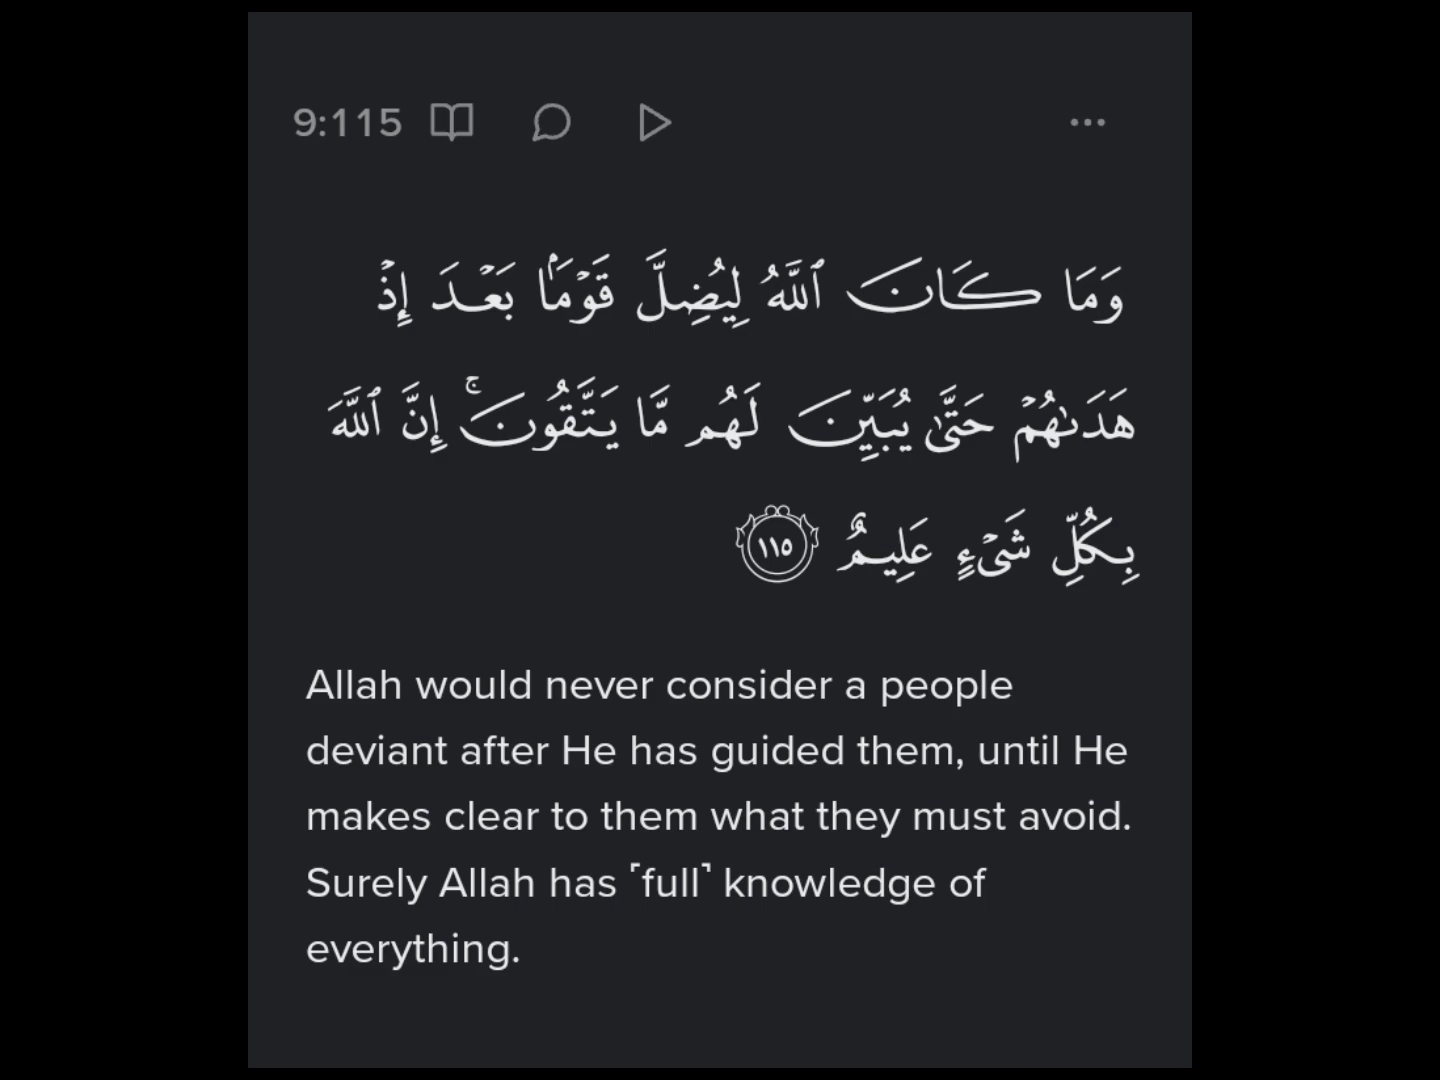 9:115
وَمَا كَانَ ٱللَّهُ لِيُضِلَّ قَوْمًۢا بَعْدَ إِذْ
هَدَىٰهُمْ حَتَّىٰ يُبَيِّنَ لَهُم مَّا يَتَّقُونَ ۚ إِنَّ ٱللَّهَ
بِكُلِّ شَىْءٍ عَلِيمٌ ١١٥
Allah would never consider a people
deviant after He has guided them, until He
makes clear to them what they must avoid.
Surely Allah has ˹full˺ knowledge of
everything.